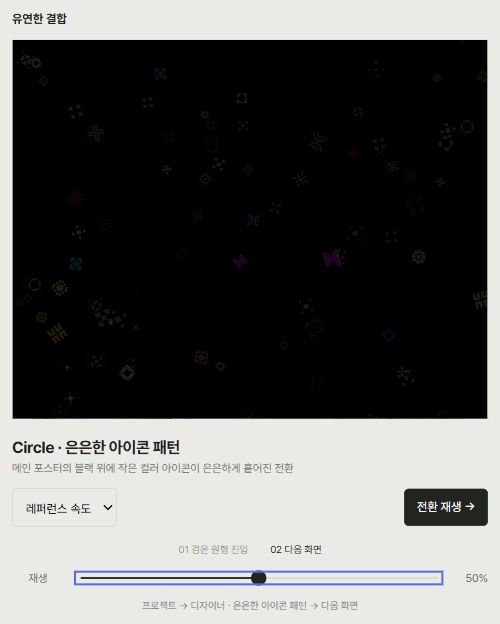 유연한 결합
Circle · 은은한 아이콘 패턴
메인 포스터의 블랙 위에 작은 컬러 아이콘이 은은하게 흩어진 전환
레퍼런스 속도
전환 재생 →
01 검은 원형 진입 02 다음 화면
재생 50%
프로젝트 → 디자이너 · 은은한 아이콘 패턴 → 다음 화면